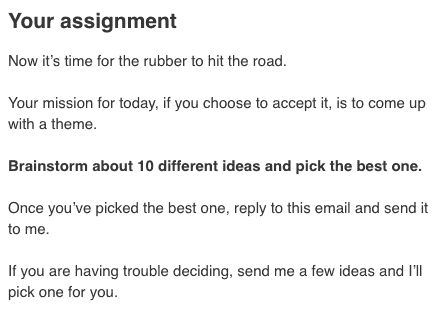 Your assignment
Now it's time for the rubber to hit the road.
Your mission for today, if you choose to accept it, is to come up
with a theme.
Brainstorm about 10 different ideas and pick the best one.
Once you've picked the best one, reply to this email and send it
to me.
If you are having trouble deciding, send me a few ideas and I'll
pick one for you.